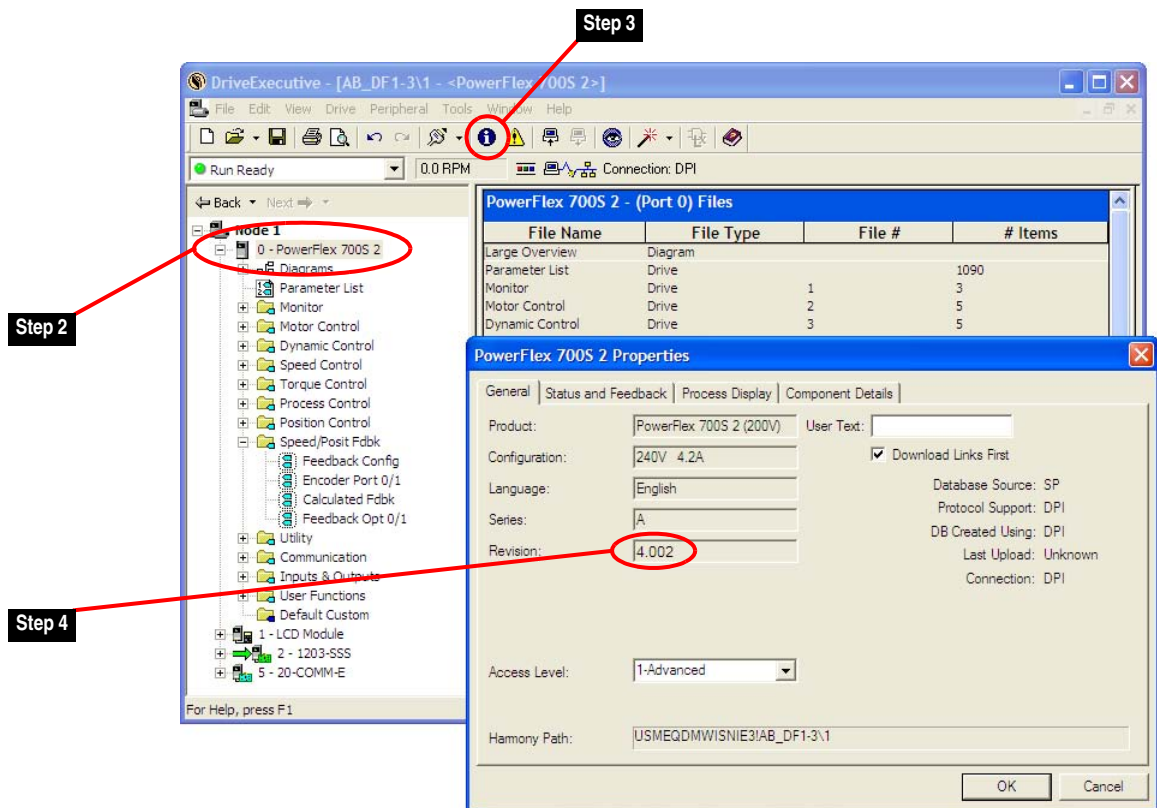 Step 3
DriveExecutive - [AB_DF1-3\1 - <PowerFlex 700S 2>]
File Edit View Drive Peripheral Tools Window Help
Run Ready 0.0 RPM Connection: DPI
Back Next
Node 1
0 - PowerFlex 700S 2
Diagrams
Parameter List
Monitor
Motor Control
Dynamic Control
Speed Control
Torque Control
Process Control
Position Control
Speed/Posit Fdbk
Feedback Config
Encoder Port 0/1
Calculated Fdbk
Feedback Opt 0/1
Utility
Communication
Inputs & Outputs
User Functions
Default Custom
1 - LCD Module
2 - 1203-SSS
5 - 20-COMM-E
For Help, press F1
Step 2
Step 4
PowerFlex 700S 2 - (Port 0) Files
File Name File Type File # # Items
Large Overview Diagram
Parameter List Drive 1090
Monitor Drive 1 3
Motor Control Drive 2 5
Dynamic Control Drive 3 5
PowerFlex 700S 2 Properties
General Status and Feedback Process Display Component Details
Product: PowerFlex 700S 2 (200V) User Text:
Configuration: 240V 4.2A Download Links First
Language: English Database Source: SP
Protocol Support: DPI
Series: A
DB Created Using: DPI
Revision: 4.002 Last Upload: Unknown
Connection: DPI
Access Level: 1-Advanced
Harmony Path: USMEQDMWISNIE3!AB_DF1-3\1
OK Cancel